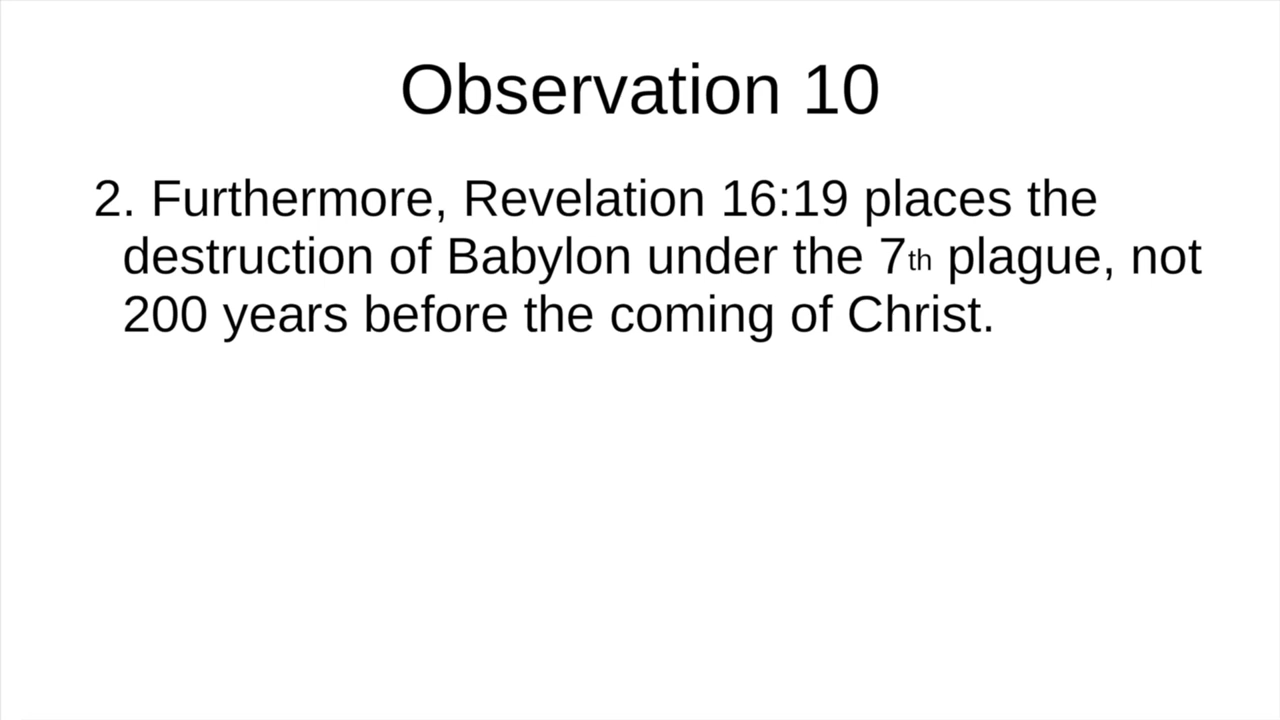 Observation 10
2. Furthermore, Revelation 16:19 places the
destruction of Babylon under the 7th plague, not
200 years before the coming of Christ.